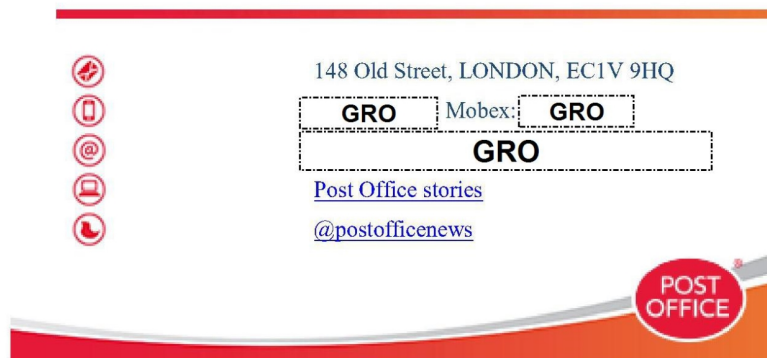 148 Old Street, LONDON, EC1V 9HQ
GRO Mobex: GRO
GRO
Post Office stories
@postofficenews
POST
OFFICE